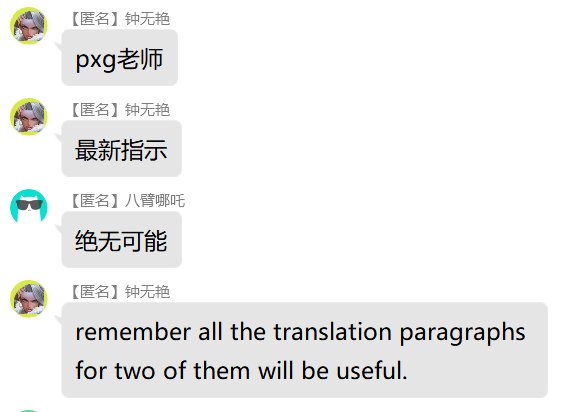 【匿名】钟无艳
pxg老师
【匿名】钟无艳
最新指示
【匿名】八臂哪吒
绝无可能
【匿名】钟无艳
remember all the translation paragraphs
for two of them will be useful.